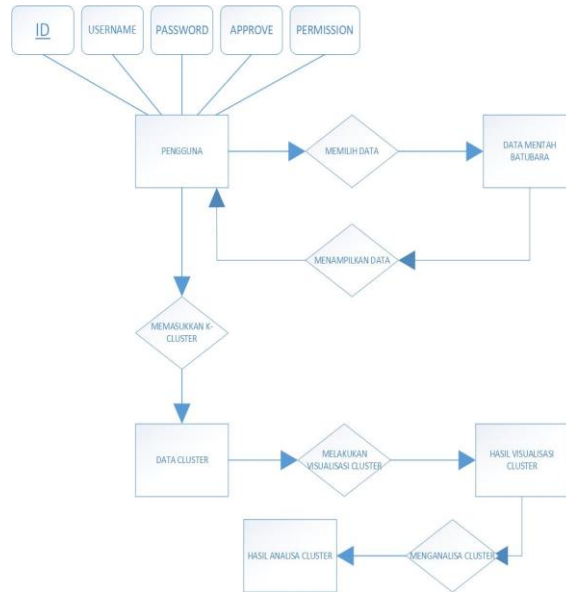 ID
USERNAME
PASSWORD
APPROVE
PERMISSION
PENGGUNA
MEMILIH DATA
DATA MENTAH
BATUBARA
MENAMPILKAN DATA
MEMASUKKAN K-
CLUSTER
DATA CLUSTER
MELAKUKAN
VISUALISASI CLUSTER
HASIL VISUALISASI
CLUSTER
HASIL ANALISA CLUSTER
MENGANALISA CLUSTER